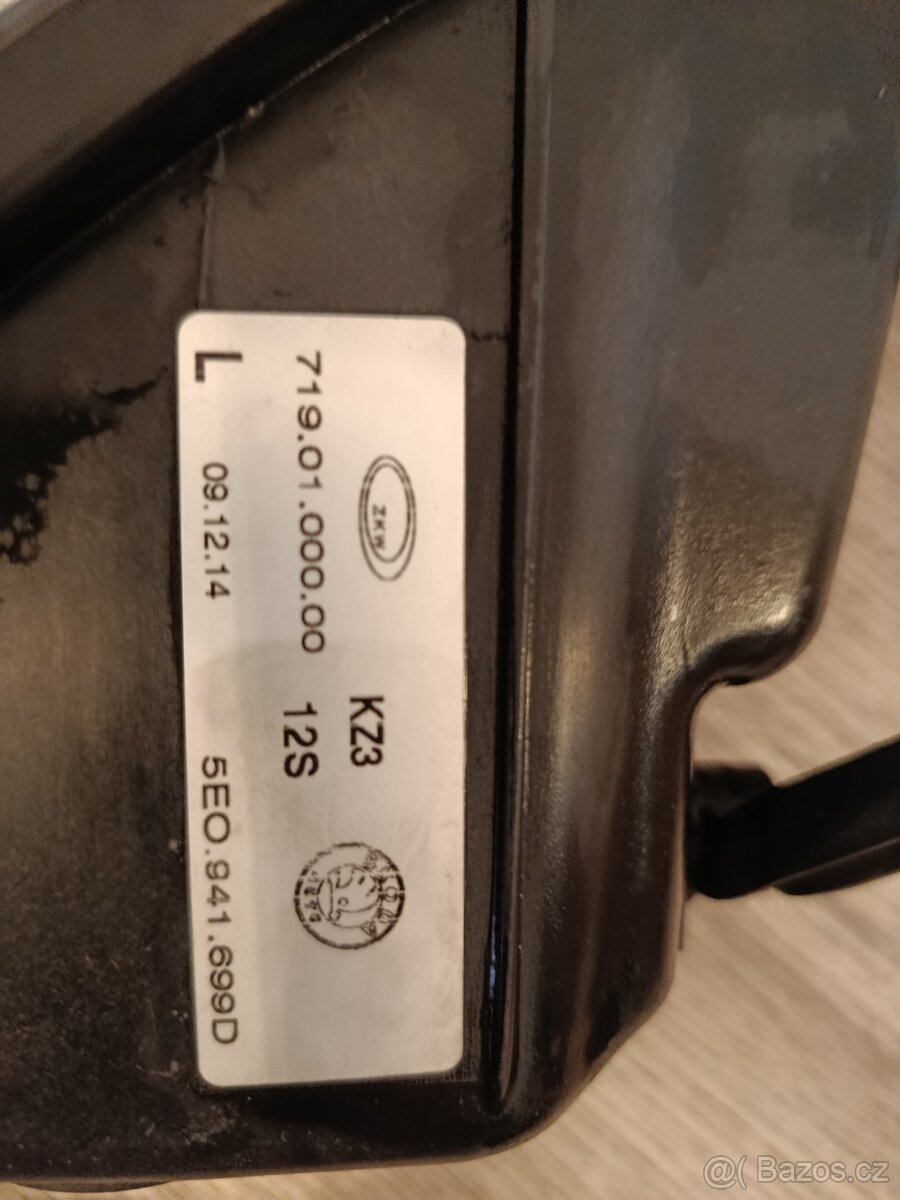 ZKW KZ3
719.01.000.00 12S
L 09.12.14 5E0.941.699D
@( Bazos.cz